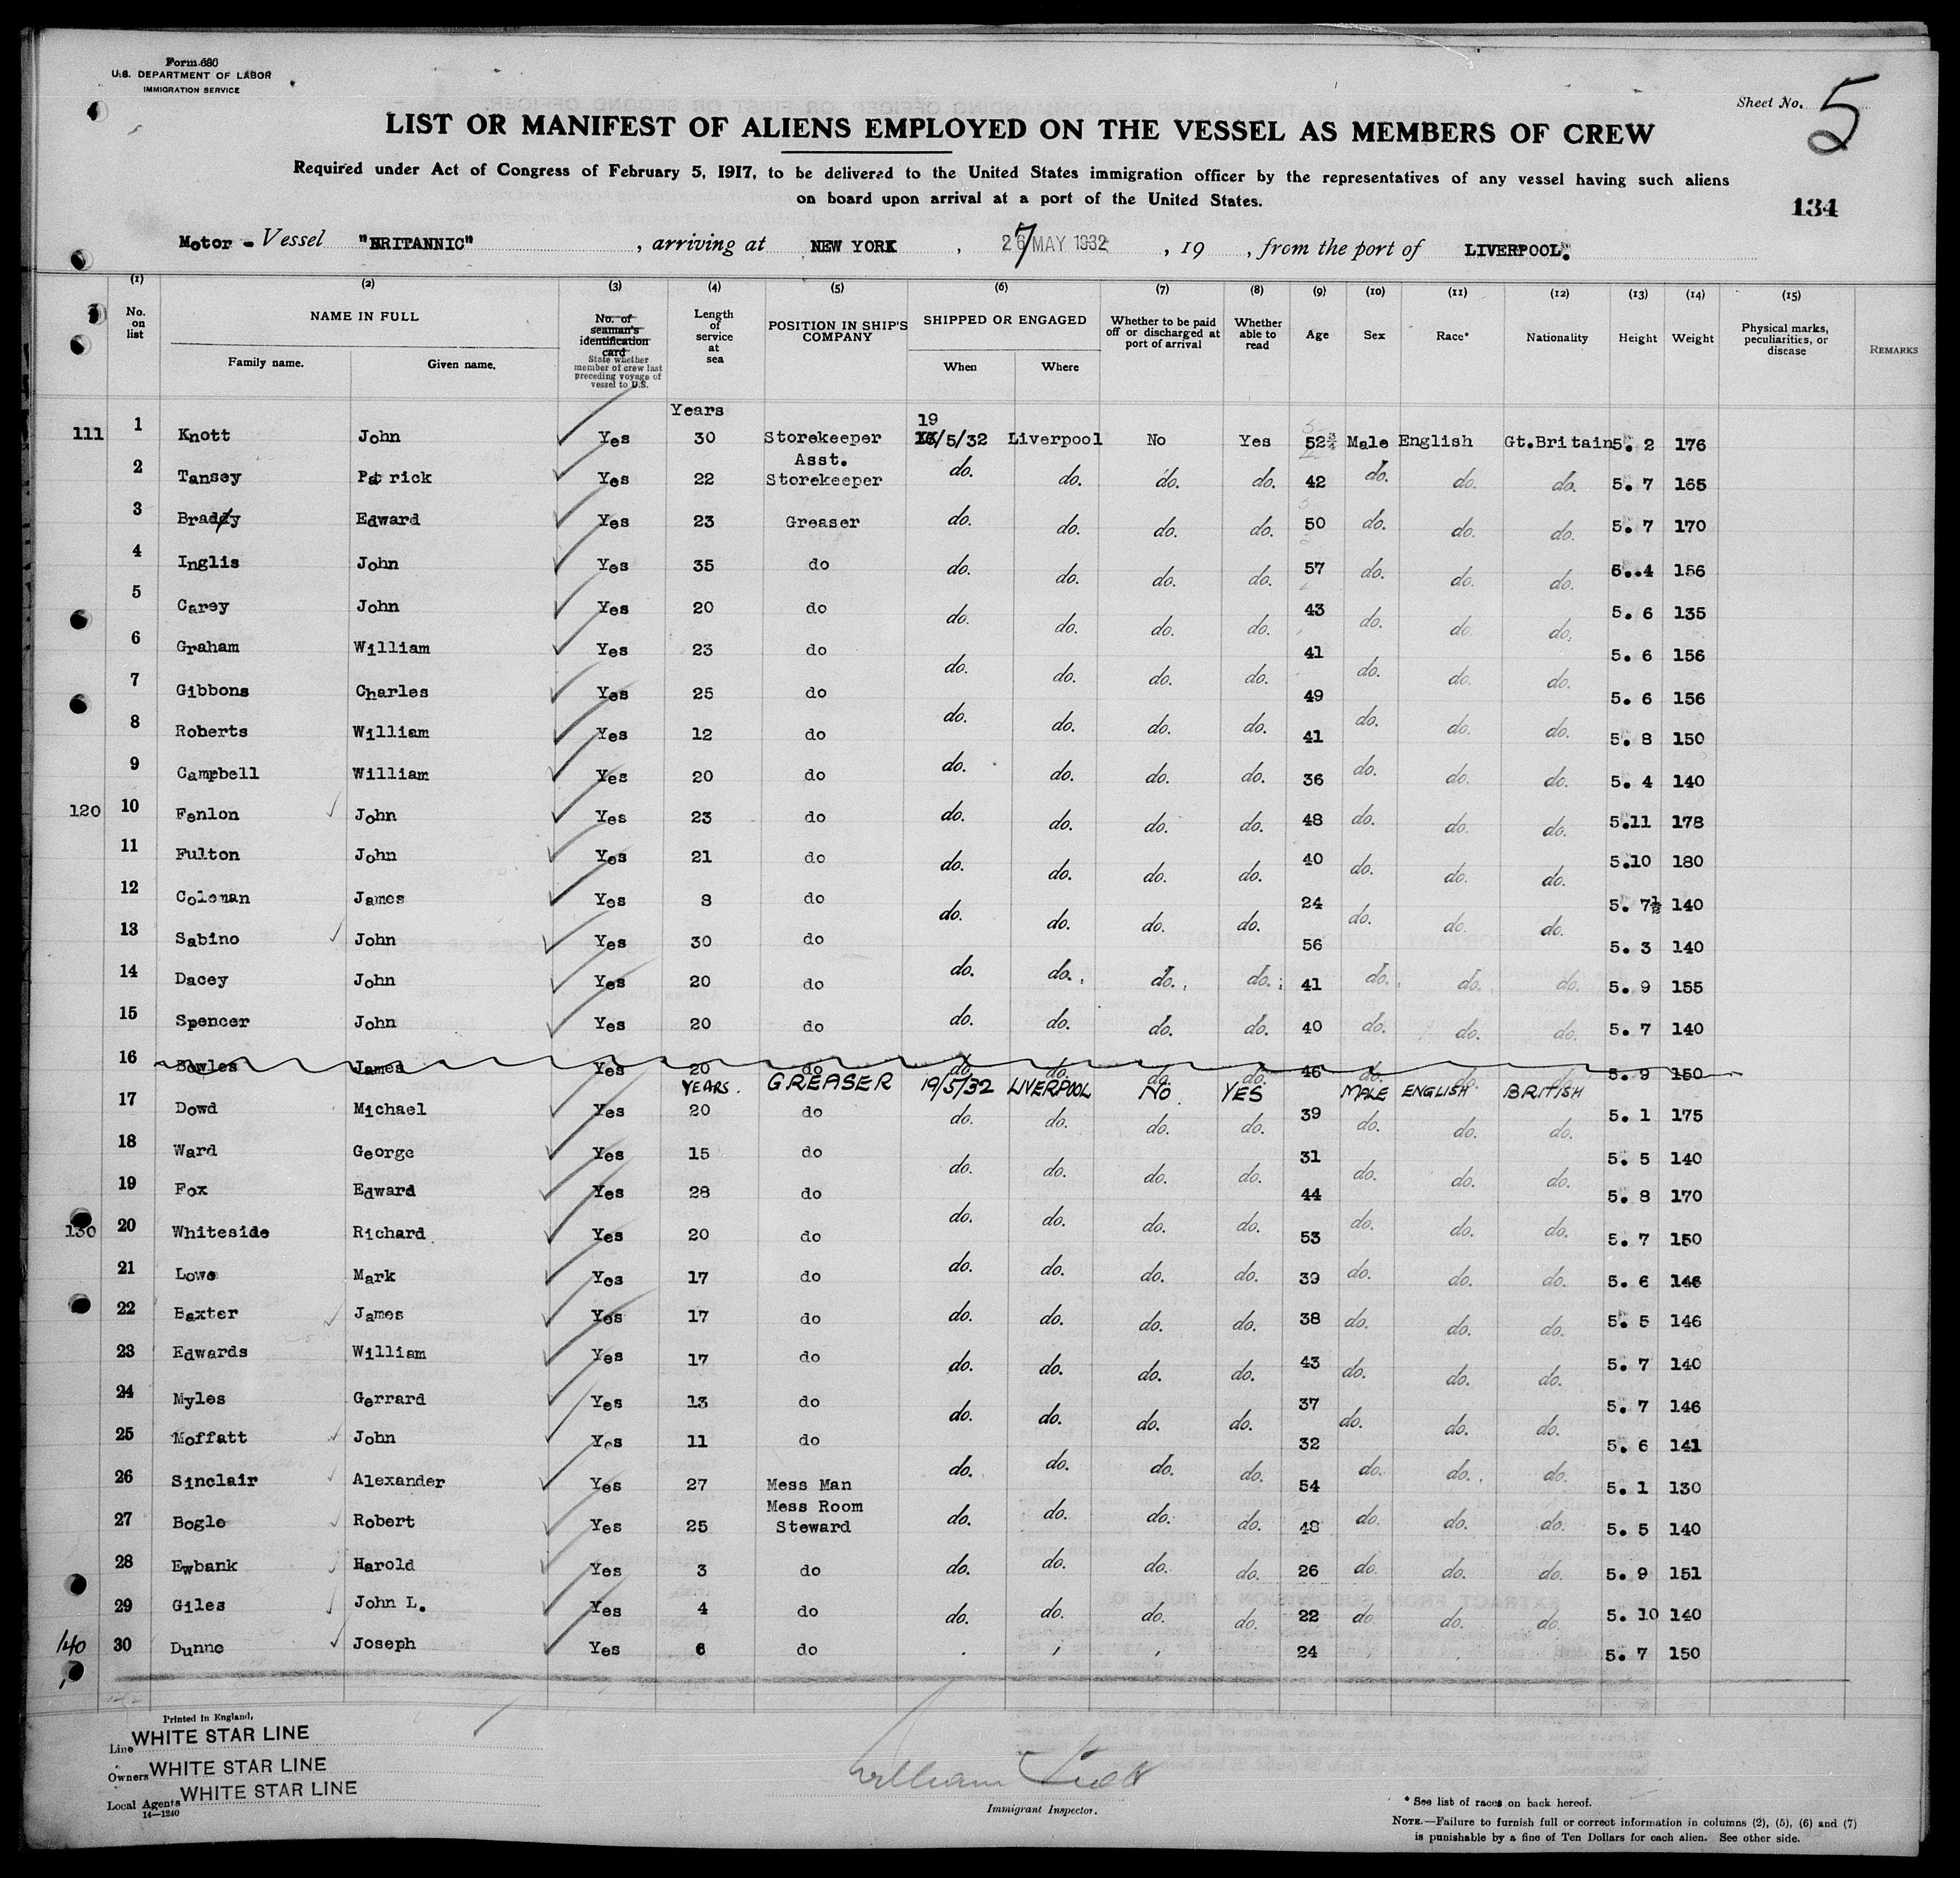 Form 680
U.S. DEPARTMENT OF LABOR
IMMIGRATION SERVICE
Sheet No. 5
LIST OR MANIFEST OF ALIENS EMPLOYED ON THE VESSEL AS MEMBERS OF CREW
Required under Act of Congress of February 5, 1917, to be delivered to the United States immigration officer by the representatives of any vessel having such aliens
on board upon arrival at a port of the United States.
134
Motor - Vessel "BRITANNIC", arriving at NEW YORK, 27 MAY 1932, 19 , from the port of LIVERPOOL.
(1) (2) (3) (4) (5) (6) (7) (8) (9) (10) (11) (12) (13) (14) (15)
No. on list
NAME IN FULL
Family name. Given name.
No. of seaman's identification card
State whether member of crew last preceding voyage of vessel to U.S.
Length of service at sea
POSITION IN SHIP'S COMPANY
SHIPPED OR ENGAGED
When Where
Whether to be paid off or discharged at port of arrival
Whether able to read
Age Sex Race* Nationality Height Weight
Physical marks, peculiarities, or disease
REMARKS
Years
19
111 1 Knott John Yes 30 Storekeeper /5/32 Liverpool No Yes 52 Male English Gt.Britain 5. 2 176
Asst.
2 Tansey Patrick Yes 22 Storekeeper do. do. do. do. 42 do. do. do. 5. 7 165
3 Brady Edward Yes 23 Greaser do. do. do. do. 50 do. do. do. 5. 7 170
4 Inglis John Yes 35 do do. do. do. do. 57 do. do. do. 5..4 156
5 Carey John Yes 20 do do. do. do. do. 43 do. do. do. 5. 6 135
6 Graham William Yes 23 do do. do. do. do. 41 do. do. do. 5. 6 156
7 Gibbons Charles Yes 25 do do. do. do. do. 49 do. do. do. 5. 6 156
8 Roberts William Yes 12 do do. do. do. do. 41 do. do. do. 5. 8 150
9 Campbell William Yes 20 do do. do. do. do. 36 do. do. do. 5. 4 140
120 10 Fenlon John Yes 23 do do. do. do. do. 48 do. do. do. 5.11 178
11 Fulton John Yes 21 do do. do. do. do. 40 do. do. do. 5.10 180
12 Coleman James Yes 8 do do. do. do. do. 24 do. do. do. 5. 7½ 140
13 Sabino John Yes 30 do 56 5. 3 140
14 Dacey John Yes 20 do do. do. do. do. 41 do. do. do. 5. 9 155
15 Spencer John Yes 20 do do. do. do. do. 40 do. do. do. 5. 7 140
16 Bowles James Yes 20 do do. do. do. do. 46 do. do. do. 5. 9 150
YEARS. GREASER 19/5/32 LIVERPOOL NO. YES MALE ENGLISH BRITISH
17 Dowd Michael Yes 20 do do. do. do. do. 39 do. do. do. 5. 1 175
18 Ward George Yes 15 do do. do. do. do. 31 do. do. do. 5. 5 140
19 Fox Edward Yes 28 do do. do. do. do. 44 do. do. do. 5. 8 170
130 20 Whiteside Richard Yes 20 do do. do. do. do. 53 do. do. do. 5. 7 150
21 Lowe Mark Yes 17 do do. do. do. do. 39 do. do. do. 5. 6 146
22 Baxter James Yes 17 do do. do. do. do. 38 do. do. do. 5. 5 146
23 Edwards William Yes 17 do do. do. do. do. 43 do. do. do. 5. 7 140
24 Myles Gerrard Yes 13 do do. do. do. do. 37 do. do. do. 5. 7 146
25 Moffatt John Yes 11 do 32 5. 6 141
26 Sinclair Alexander Yes 27 Mess Man do. do. do. do. 54 do. do. do. 5. 1 130
Mess Room
27 Bogle Robert Yes 25 Steward do. do. do. do. 48 do. do. do. 5. 5 140
28 Ewbank Harold Yes 3 do do. do. do. do. 26 do. do. do. 5. 9 151
29 Giles John L. Yes 4 do do. do. do. do. 22 do. do. do. 5. 10 140
140 30 Dunne Joseph Yes 6 do 24 5. 7 150
Printed in England.
Line WHITE STAR LINE
Owners WHITE STAR LINE
Local Agents WHITE STAR LINE
14—1240
William
Immigrant Inspector.
* See list of races on back hereof.
NOTE.—Failure to furnish full or correct information in columns (2), (5), (6) and (7)
is punishable by a fine of Ten Dollars for each alien. See other side.